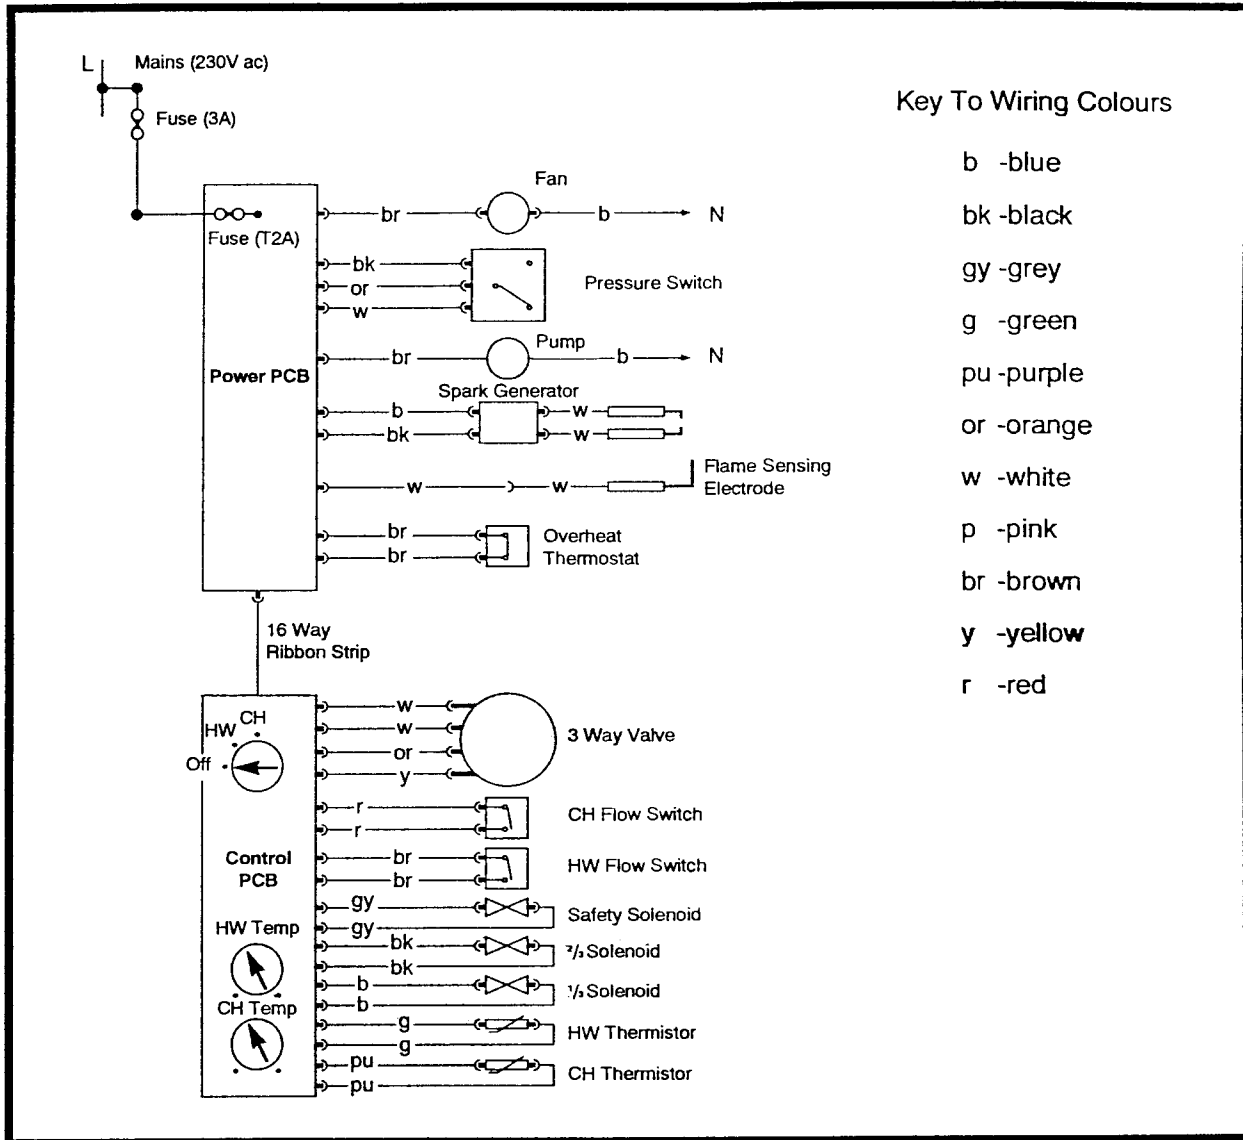 L Mains (230V ac)
Fuse (3A)
Fuse (T2A)
Power PCB
br Fan b N
bk
or
w
Pressure Switch
br Pump b N
Spark Generator
b w
bk w
w w
Flame Sensing
Electrode
br
br
Overheat
Thermostat
16 Way
Ribbon Strip
CH
HW
Off
Control
PCB
HW Temp
CH Temp
w
w
or
y
3 Way Valve
r
r
CH Flow Switch
br
br
HW Flow Switch
gy
gy
Safety Solenoid
bk
bk
²/₃ Solenoid
b
b
¹/₃ Solenoid
g
g
HW Thermistor
pu
pu
CH Thermistor
Key To Wiring Colours
b -blue
bk -black
gy -grey
g -green
pu -purple
or -orange
w -white
p -pink
br -brown
y -yellow
r -red